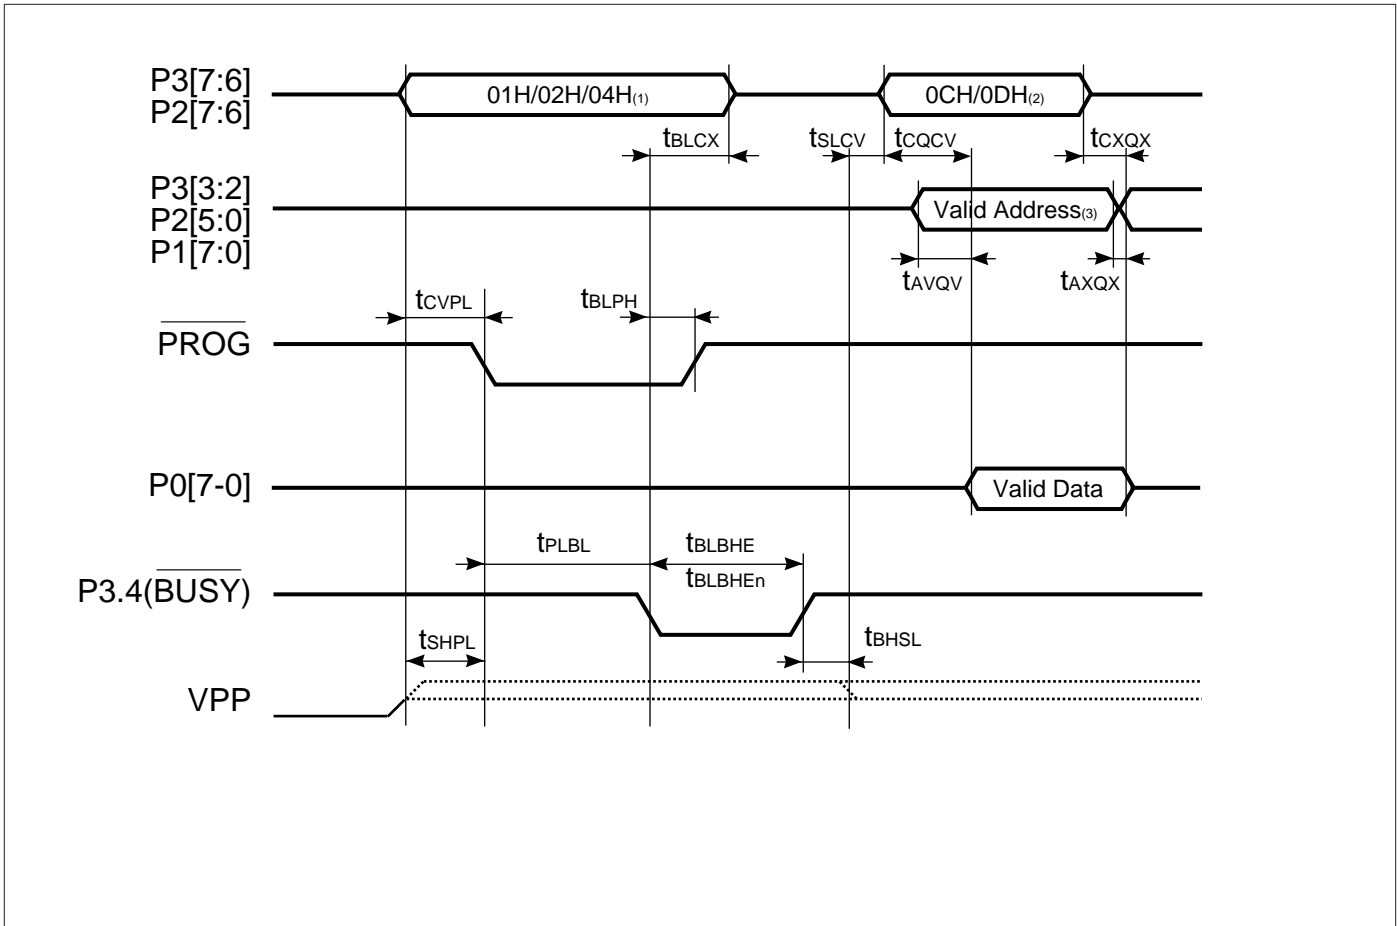 P3[7:6]
P2[7:6]
01H/02H/04H(1)
0CH/0DH(2)
tBLCX
tSLCV
tCQCV
tCXQX
P3[3:2]
P2[5:0]
P1[7:0]
Valid Address(3)
tAVQV
tAXQX
tCVPL
tBLPH
PROG
P0[7-0]
Valid Data
tPLBL
tBLBHE
tBLBHEn
P3.4(BUSY)
tSHPL
tBHSL
VPP